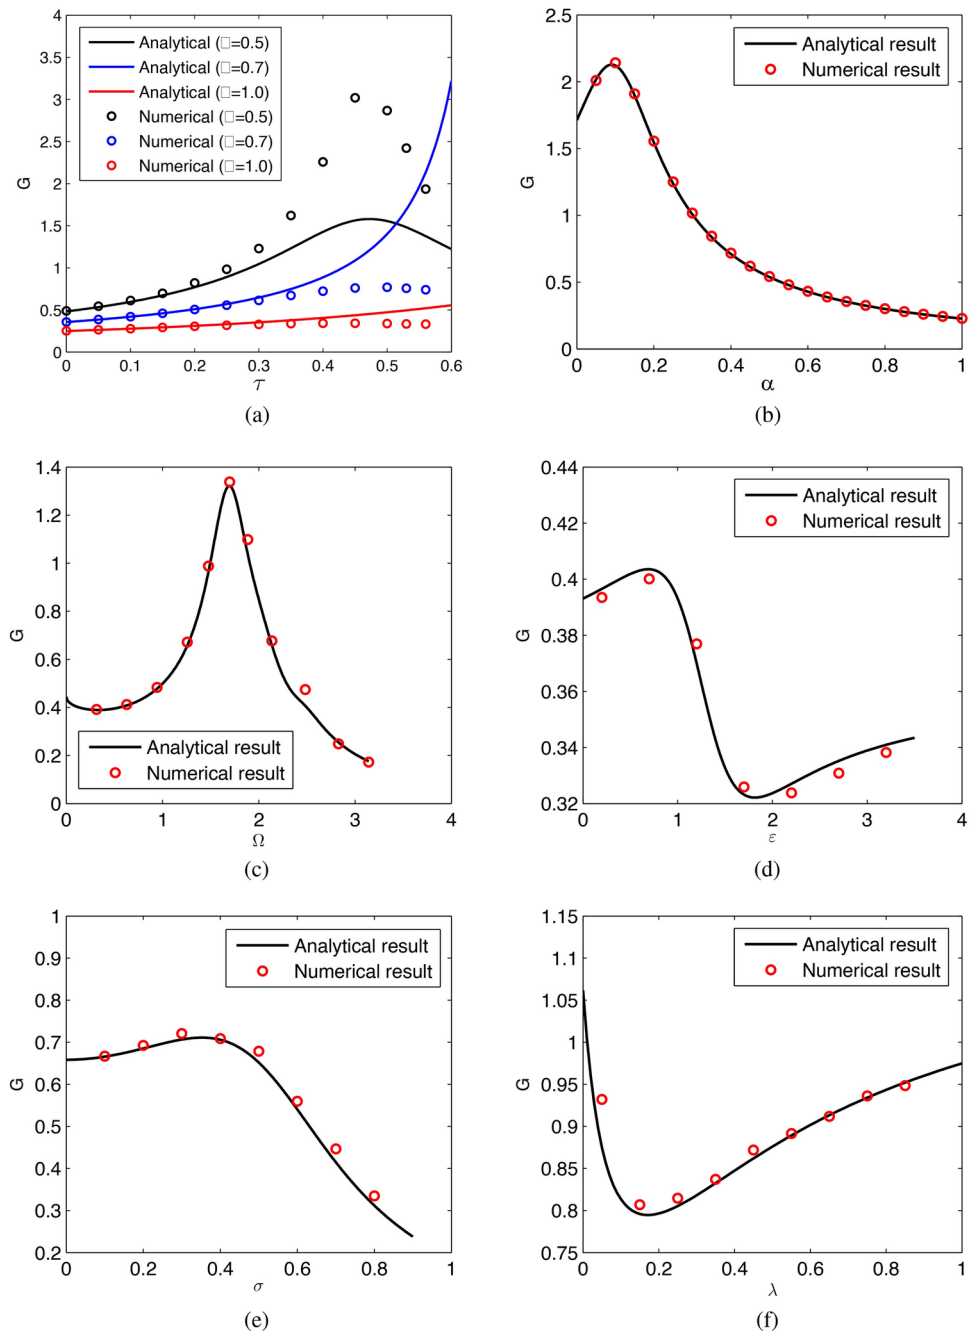 4
3.5
3
2.5
2
1.5
1
0.5
0
G
Analytical (□=0.5)
Analytical (□=0.7)
Analytical (□=1.0)
Numerical (□=0.5)
Numerical (□=0.7)
Numerical (□=1.0)
0 0.1 0.2 0.3 0.4 0.5 0.6
τ
(a)
2.5
2
1.5
1
0.5
0
G
Analytical result
Numerical result
0 0.2 0.4 0.6 0.8 1
α
(b)
1.4
1.2
1
0.8
0.6
0.4
0.2
0
G
Analytical result
Numerical result
0 1 2 3 4
Ω
(c)
0.44
0.42
0.4
0.38
0.36
0.34
0.32
G
Analytical result
Numerical result
0 1 2 3 4
ε
(d)
1
0.9
0.8
0.7
0.6
0.5
0.4
0.3
0.2
G
Analytical result
Numerical result
0 0.2 0.4 0.6 0.8 1
σ
(e)
1.15
1.1
1.05
1
0.95
0.9
0.85
0.8
0.75
G
Analytical result
Numerical result
0 0.2 0.4 0.6 0.8 1
λ
(f)